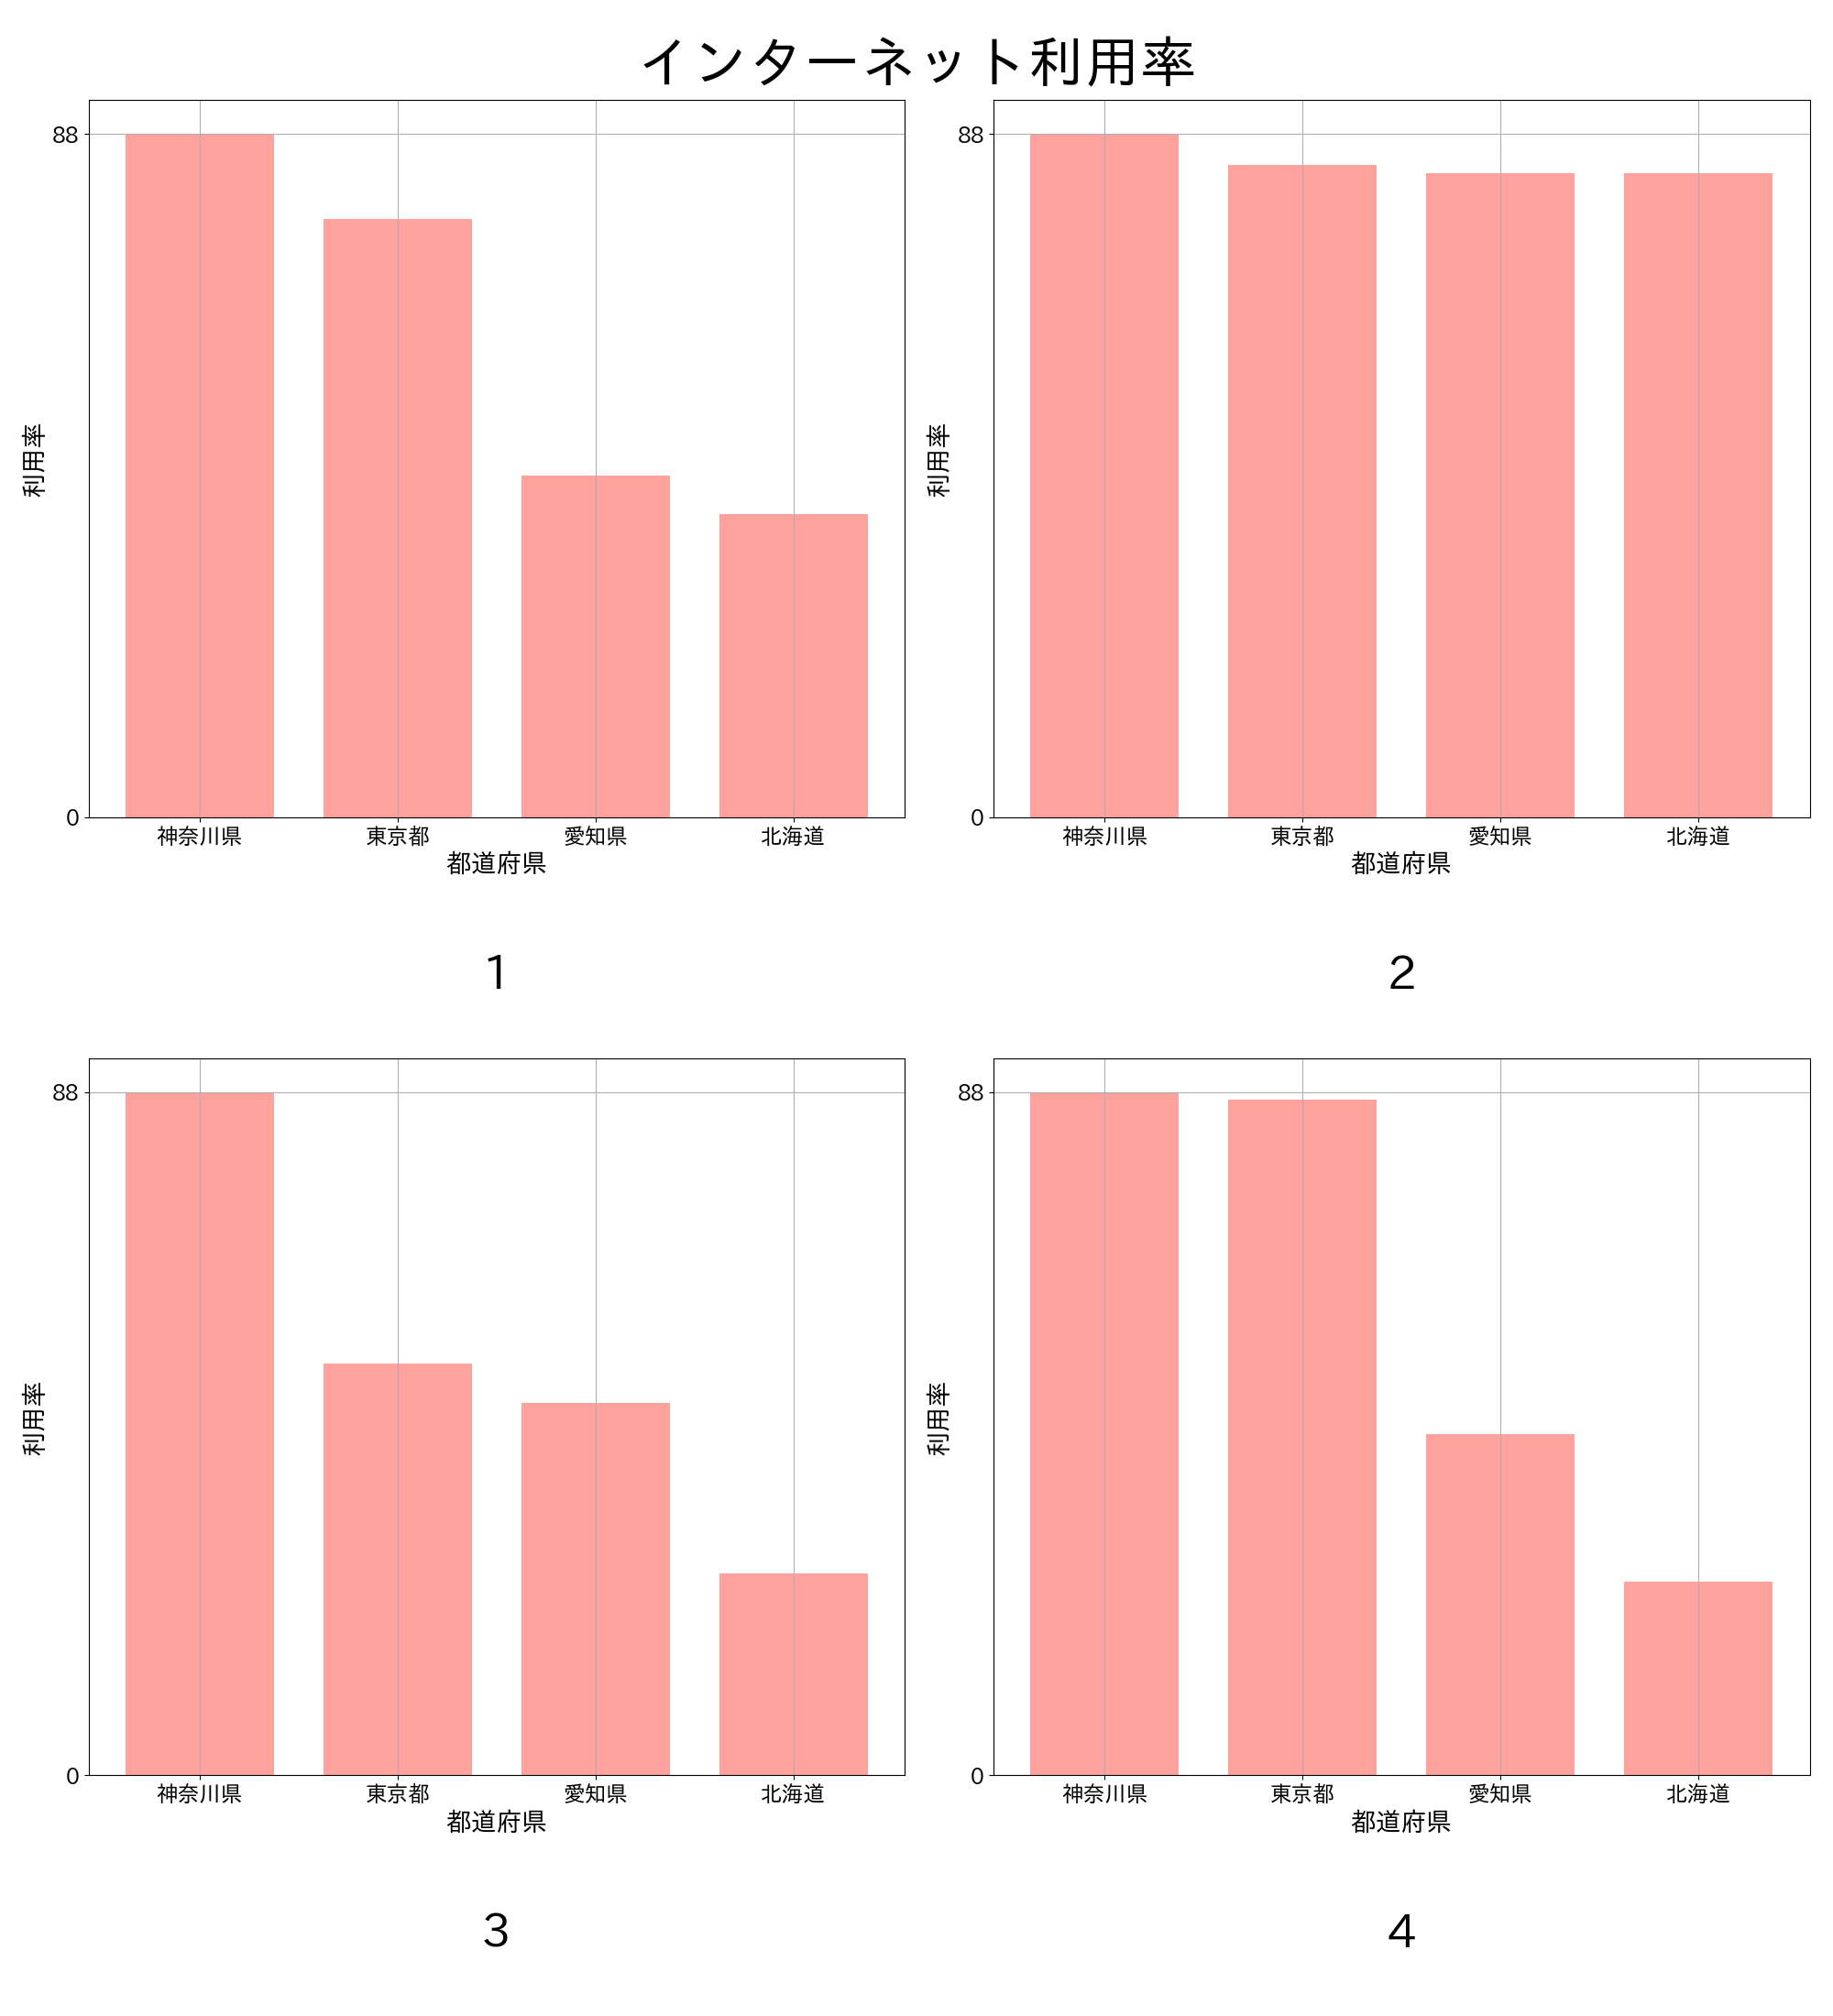 インターネット利用率
88
0
利用率
神奈川県 東京都 愛知県 北海道
都道府県
1
88
0
利用率
神奈川県 東京都 愛知県 北海道
都道府県
2
88
0
利用率
神奈川県 東京都 愛知県 北海道
都道府県
3
88
0
利用率
神奈川県 東京都 愛知県 北海道
都道府県
4